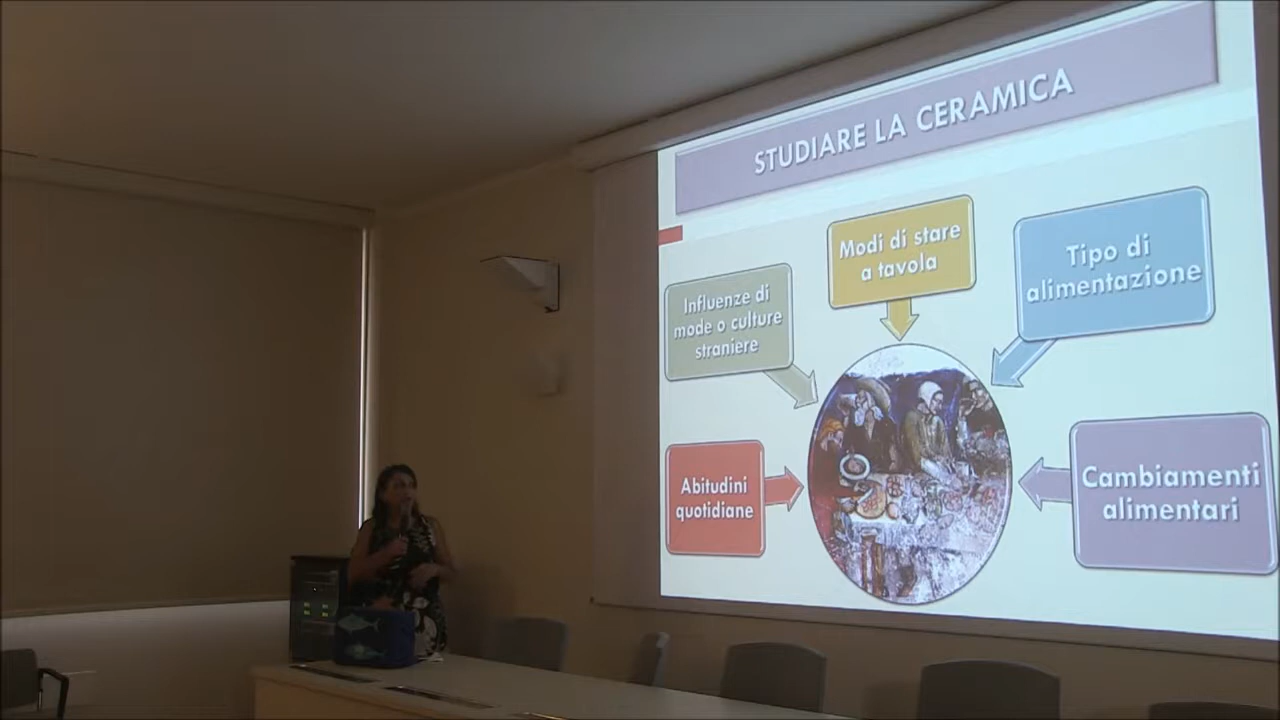 STUDIARE LA CERAMICA
Modi di stare
a tavola
Tipo di
alimentazione
Influenze di
mode o culture
straniere
Abitudini
quotidiane
Cambiamenti
alimentari